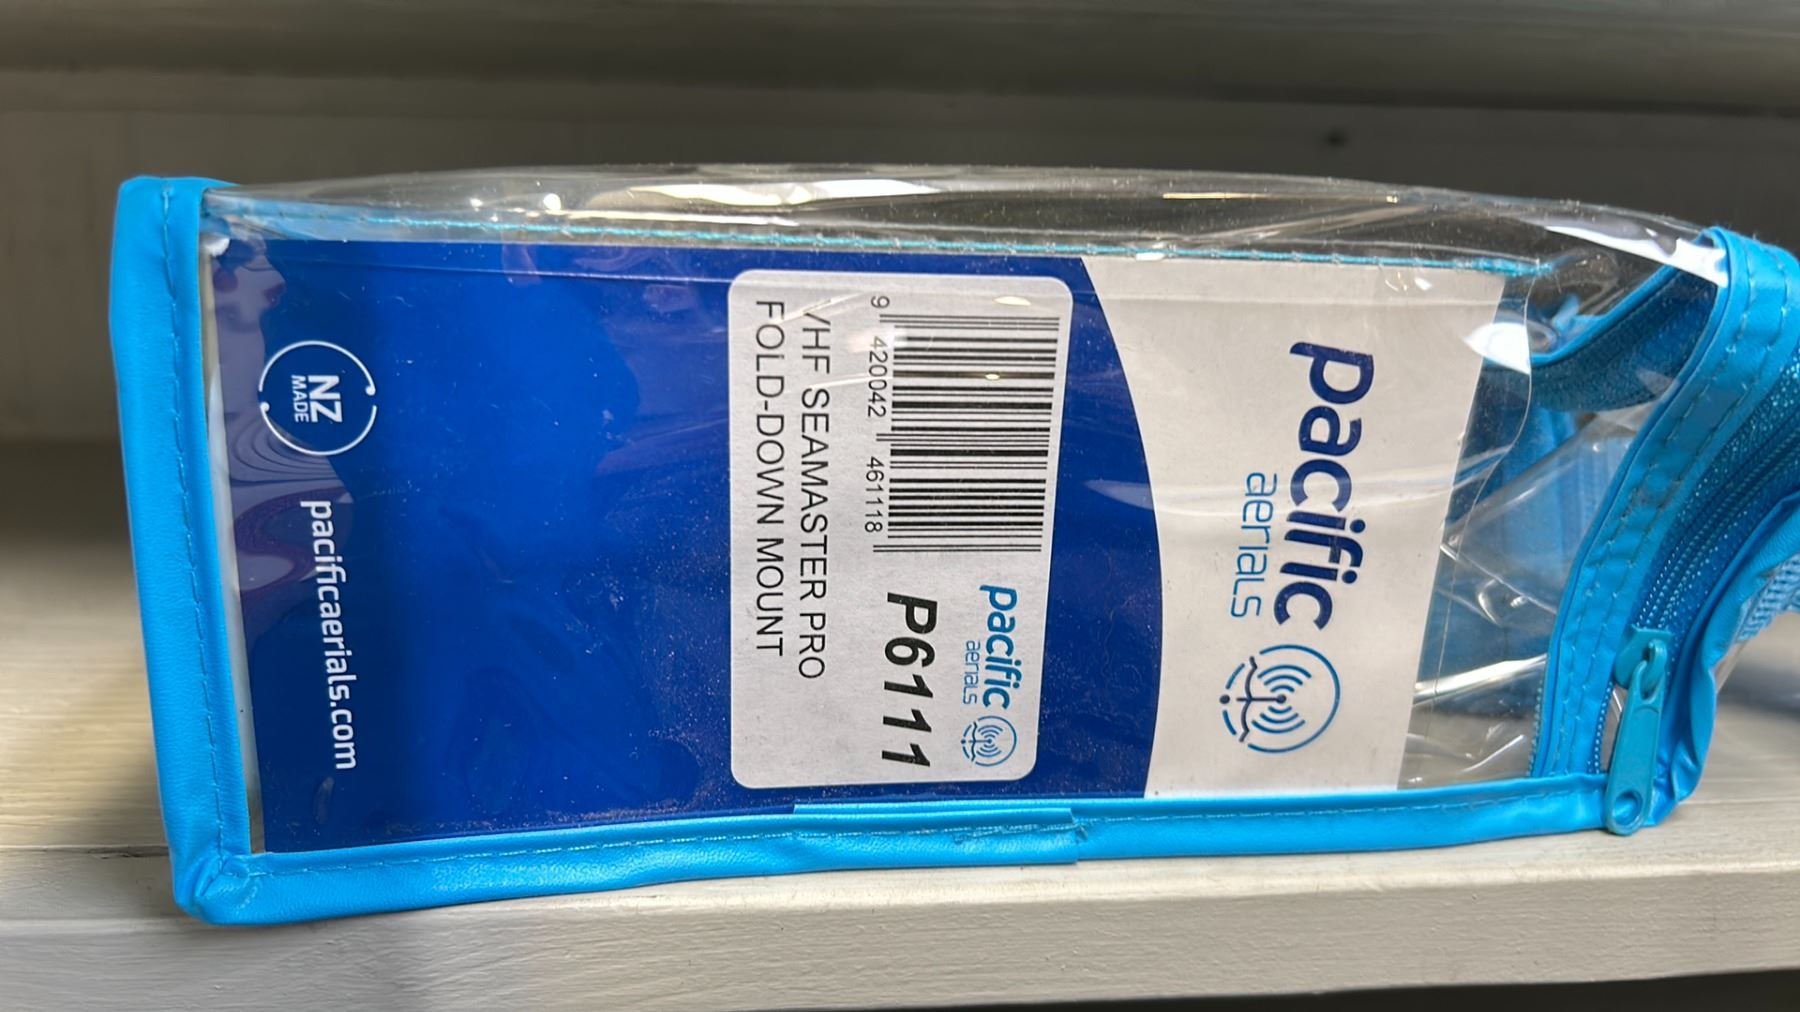 pacific
aerials
9 420042 461118
pacific
aerials
P6111
VHF SEAMASTER PRO
FOLD-DOWN MOUNT
NZ
MADE
pacificaerials.com